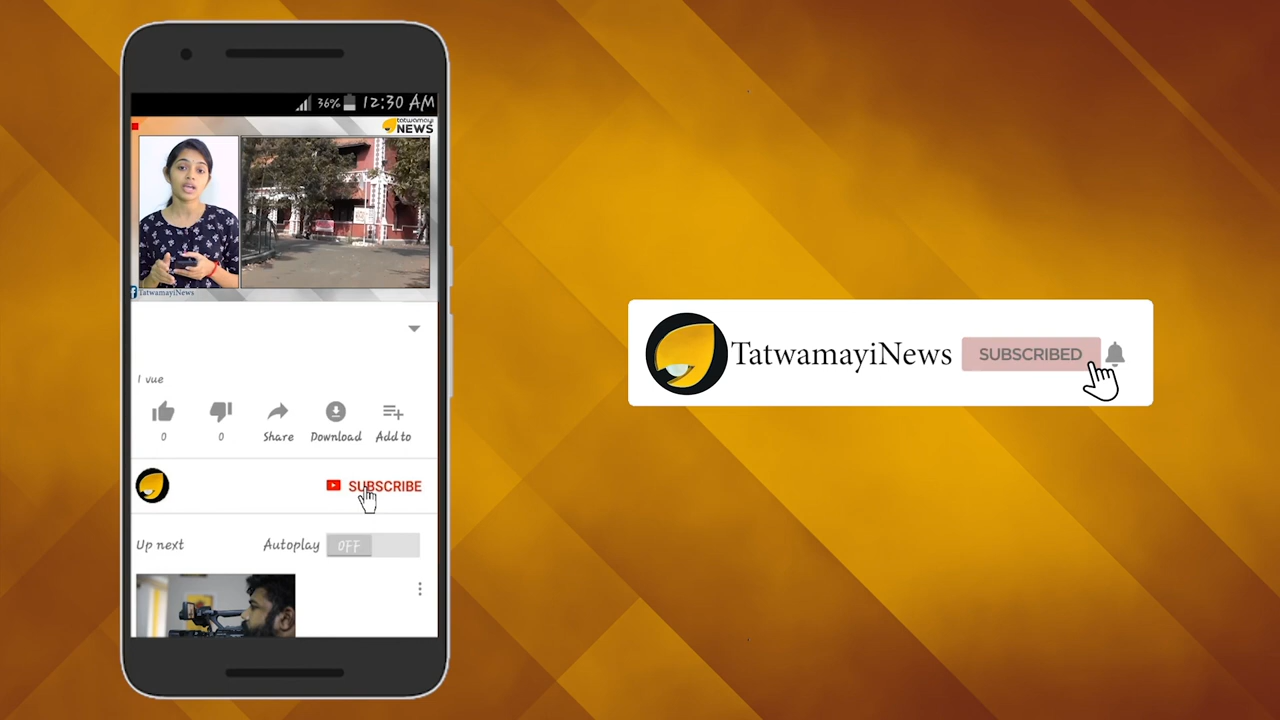 36%
12:30 AM
tatwamayi
NEWS
TatwamayiNews
1 vue
0
0
Share
Download
Add to
SUBSCRIBE
Up next
Autoplay
OFF
TatwamayiNews
SUBSCRIBED